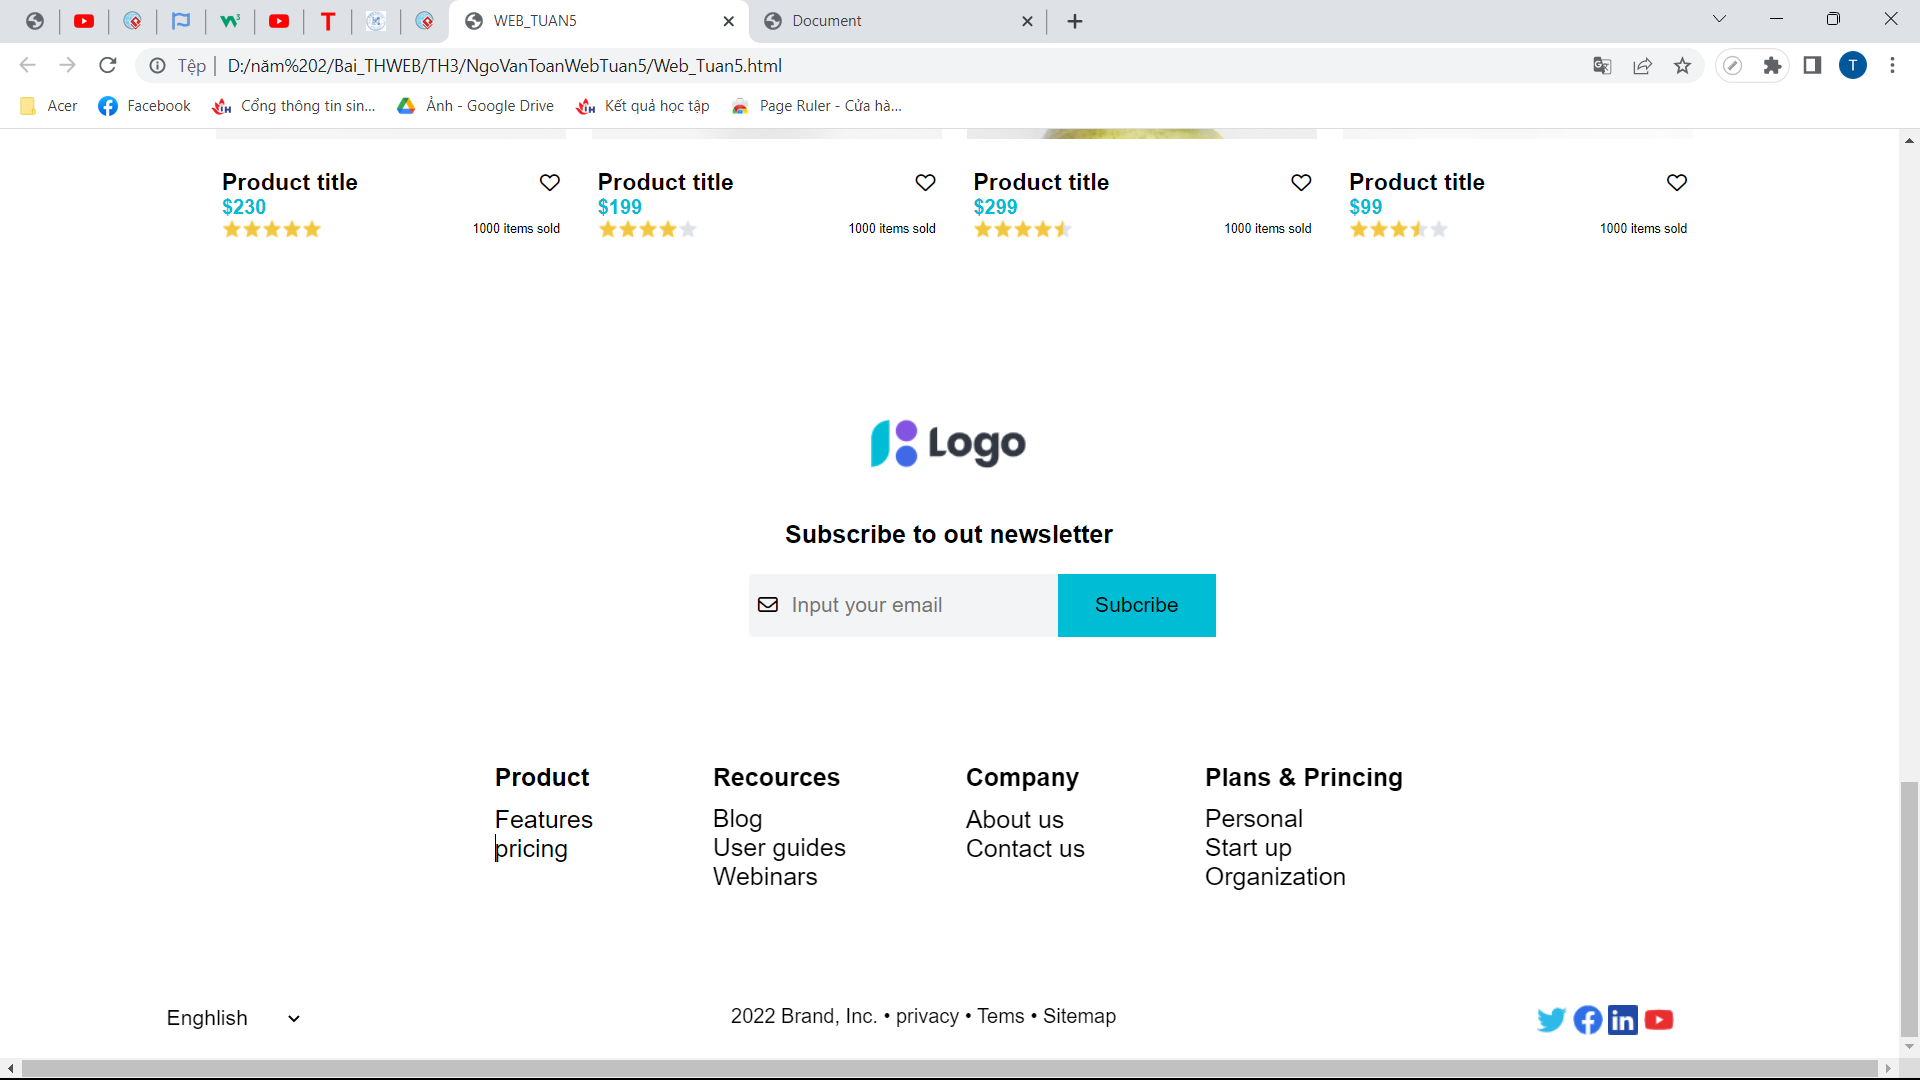 WEB_TUAN5 Document
Tệp D:/năm%202/Bai_THWEB/TH3/NgoVanToanWebTuan5/Web_Tuan5.html T
Acer Facebook Cổng thông tin sin... Ảnh - Google Drive Kết quả học tập Page Ruler - Cửa hà...
Product title Product title Product title Product title
$230 $199 $299 $99
1000 items sold 1000 items sold 1000 items sold 1000 items sold
Logo
Subscribe to out newsletter
Input your email Subcribe
Product Recources Company Plans & Princing
Features Blog About us Personal
pricing User guides Contact us Start up
Webinars Organization
Enghlish 2022 Brand, Inc. • privacy • Tems • Sitemap